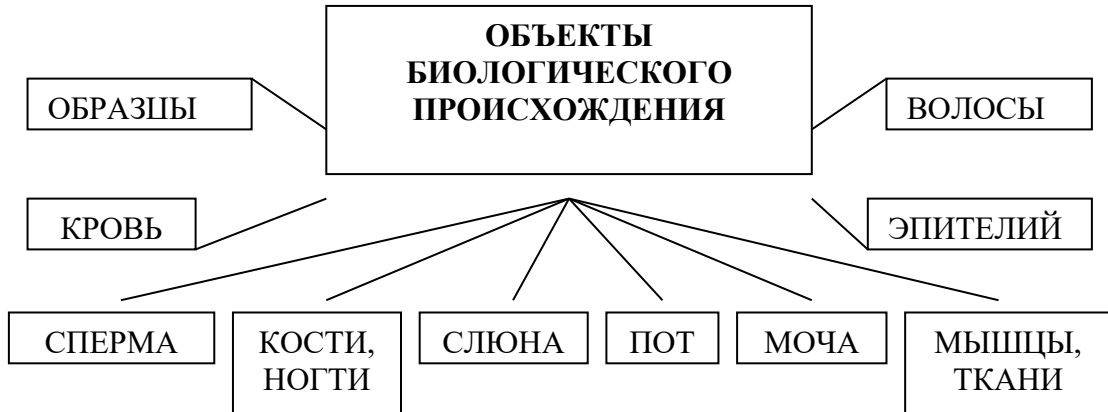 ОБЪЕКТЫ
БИОЛОГИЧЕСКОГО
ПРОИСХОЖДЕНИЯ
ОБРАЗЦЫ
ВОЛОСЫ
КРОВЬ
ЭПИТЕЛИЙ
СПЕРМА
КОСТИ,
НОГТИ
СЛЮНА
ПОТ
МОЧА
МЫШЦЫ,
ТКАНИ